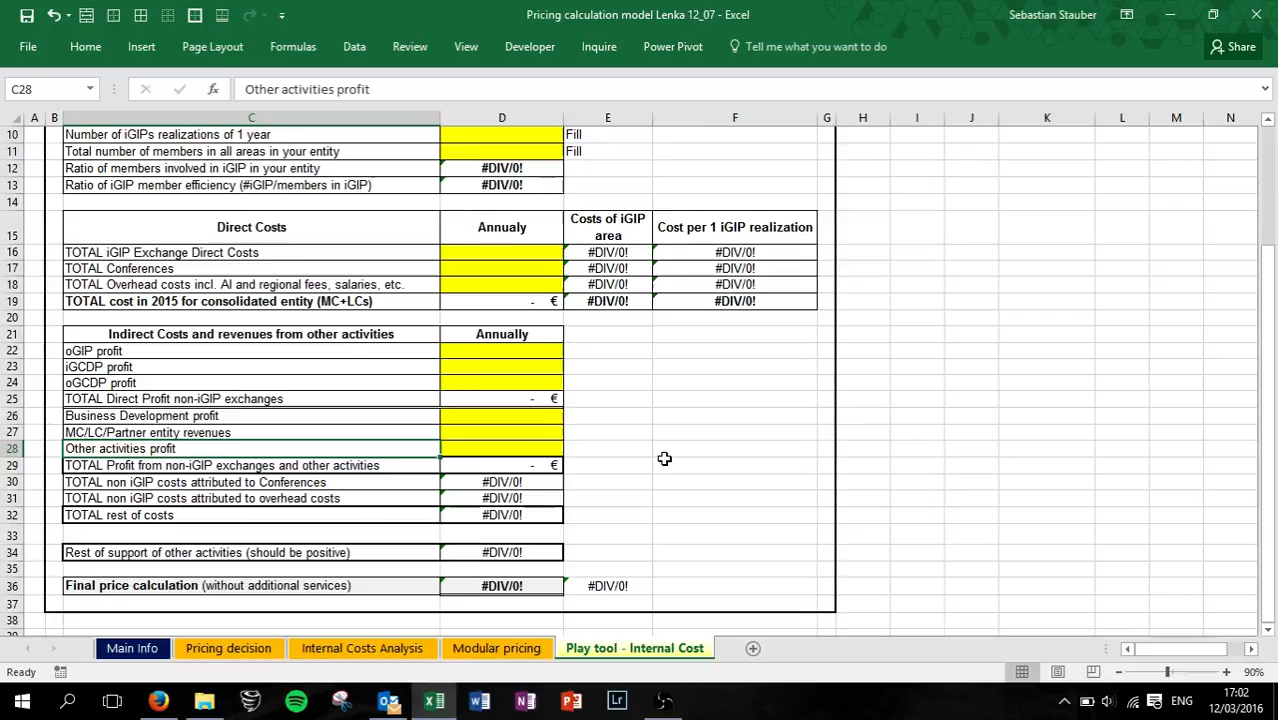 Pricing calculation model Lenka 12_07 - Excel
Sebastian Stauber
File Home Insert Page Layout Formulas Data Review View Developer Inquire Power Pivot Tell me what you want to do Share
C28 fx Other activities profit
A B C D E F G H I J K L M N
10 Number of iGIPs realizations of 1 year Fill
11 Total number of members in all areas in your entity Fill
12 Ratio of members involved in iGIP in your entity #DIV/0!
13 Ratio of iGIP member efficiency (#iGIP/members in iGIP) #DIV/0!
14
15 Direct Costs Annualy Costs of iGIP area Cost per 1 iGIP realization
16 TOTAL iGIP Exchange Direct Costs #DIV/0! #DIV/0!
17 TOTAL Conferences #DIV/0! #DIV/0!
18 TOTAL Overhead costs incl. AI and regional fees, salaries, etc. #DIV/0! #DIV/0!
19 TOTAL cost in 2015 for consolidated entity (MC+LCs) - € #DIV/0! #DIV/0!
20
21 Indirect Costs and revenues from other activities Annually
22 oGIP profit
23 iGCDP profit
24 oGCDP profit
25 TOTAL Direct Profit non-iGIP exchanges - €
26 Business Development profit
27 MC/LC/Partner entity revenues
28 Other activities profit
29 TOTAL Profit from non-iGIP exchanges and other activities - €
30 TOTAL non iGIP costs attributed to Conferences #DIV/0!
31 TOTAL non iGIP costs attributed to overhead costs #DIV/0!
32 TOTAL rest of costs #DIV/0!
33
34 Rest of support of other activities (should be positive) #DIV/0!
35
36 Final price calculation (without additional services) #DIV/0! #DIV/0!
37
38
Main Info Pricing decision Internal Costs Analysis Modular pricing Play tool - Internal Cost
Ready 90%
ENG 17:02
12/03/2016